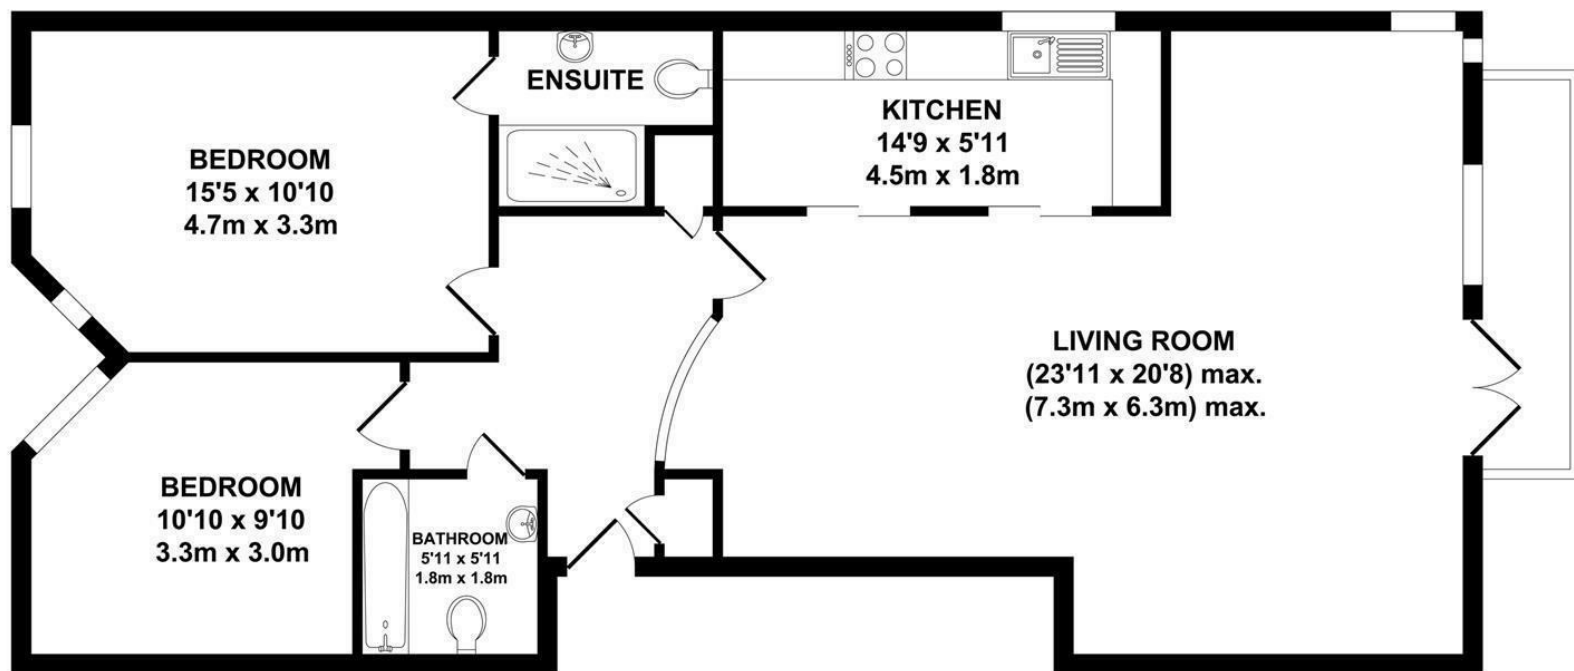 BEDROOM
15'5 x 10'10
4.7m x 3.3m
ENSUITE
KITCHEN
14'9 x 5'11
4.5m x 1.8m
LIVING ROOM
(23'11 x 20'8) max.
(7.3m x 6.3m) max.
BEDROOM
10'10 x 9'10
3.3m x 3.0m
BATHROOM
5'11 x 5'11
1.8m x 1.8m